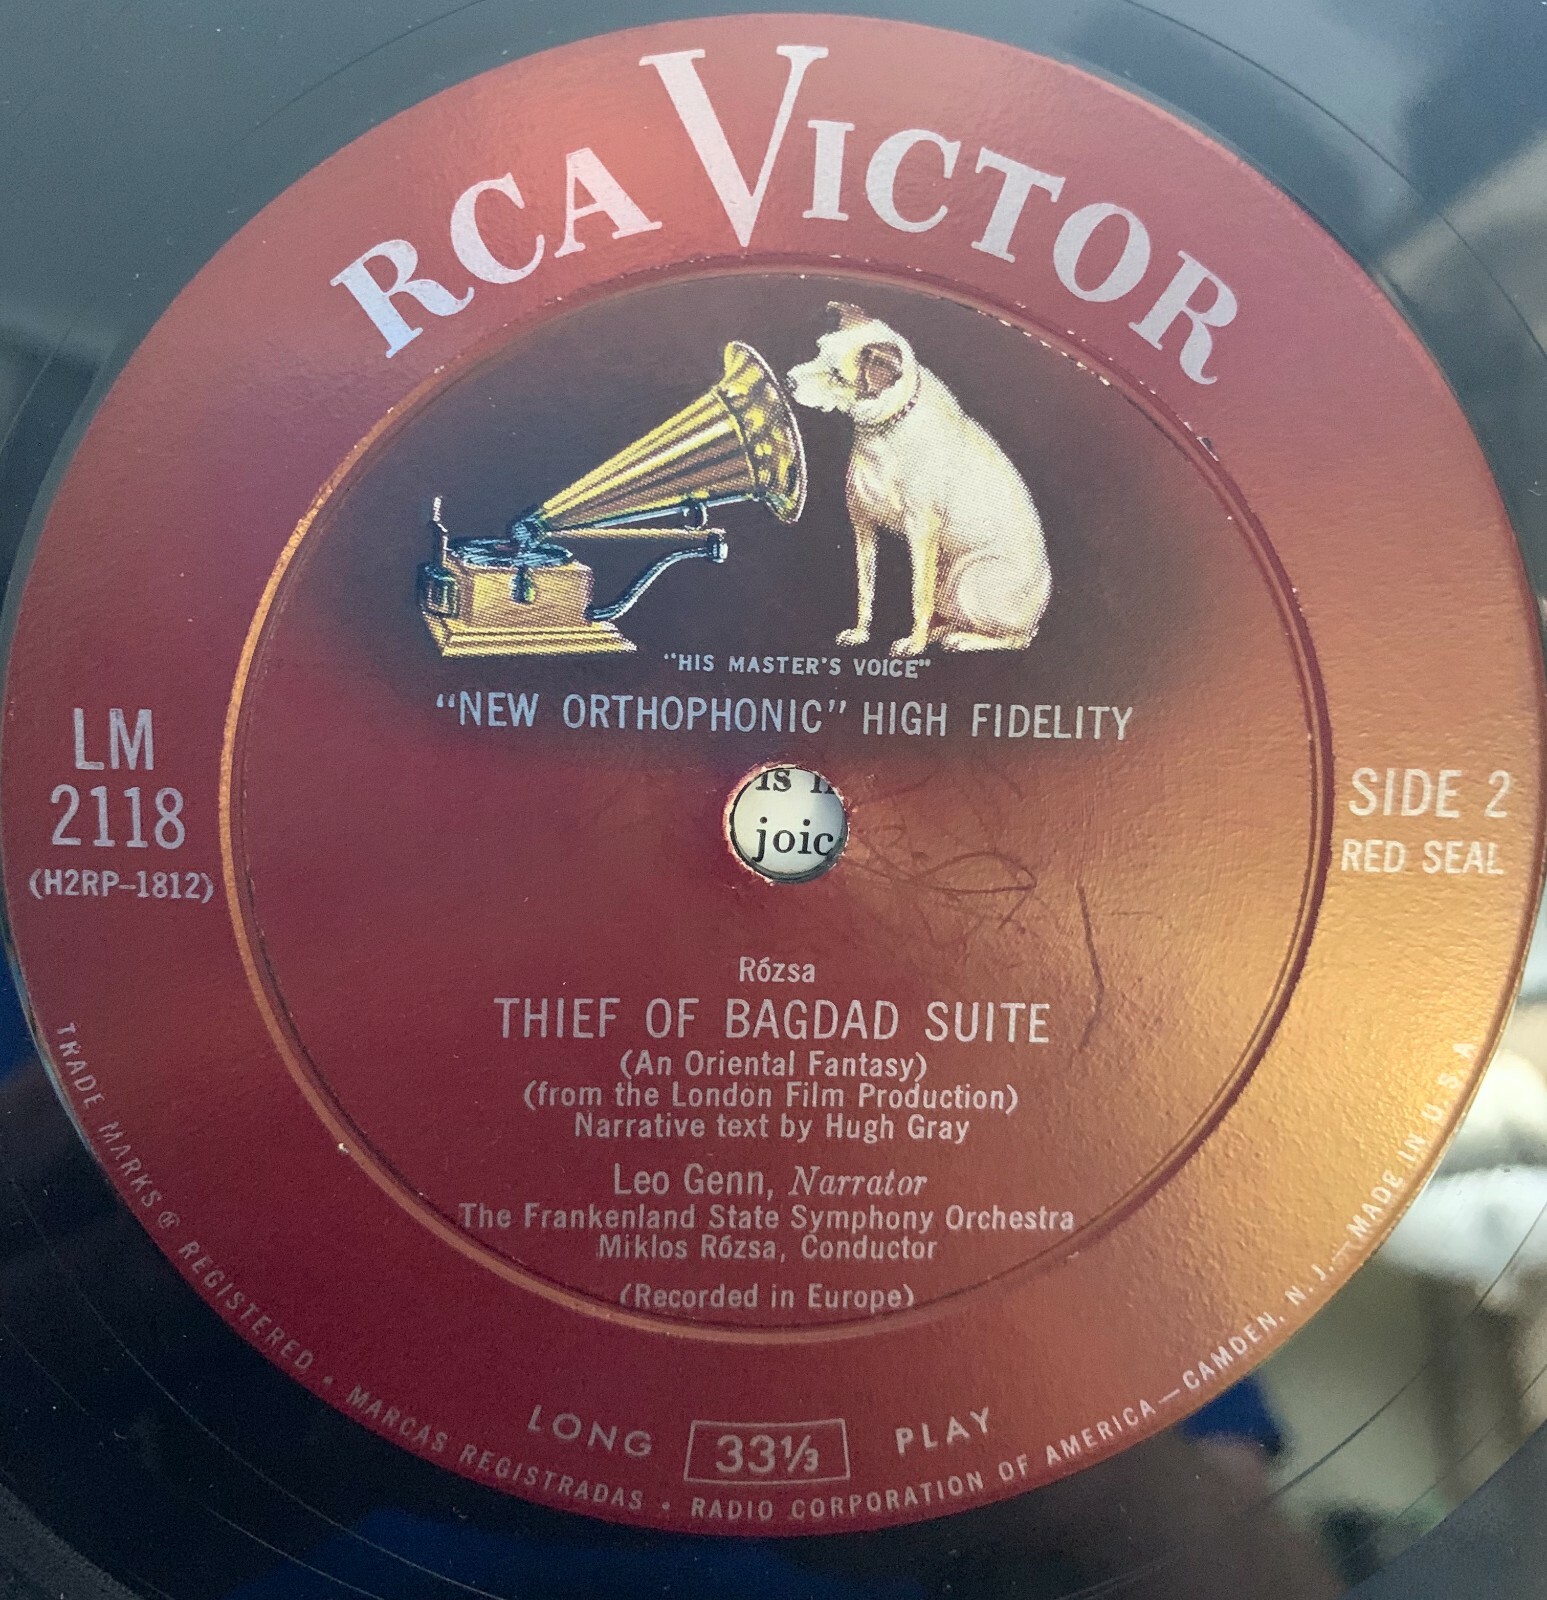 RCA VICTOR
"HIS MASTER'S VOICE"
"NEW ORTHOPHONIC" HIGH FIDELITY
LM
2118
(H2RP-1812)
joic
SIDE 2
RED SEAL
Rózsa
THIEF OF BAGDAD SUITE
(An Oriental Fantasy)
(from the London Film Production)
Narrative text by Hugh Gray
Leo Genn, Narrator
The Frankenland State Symphony Orchestra
Miklos Rózsa, Conductor
(Recorded in Europe)
LONG 33⅓ PLAY
TRADE MARKS ® REGISTERED • MARCAS REGISTRADAS • RADIO CORPORATION OF AMERICA—CAMDEN, N. J.—MADE IN U. S. A